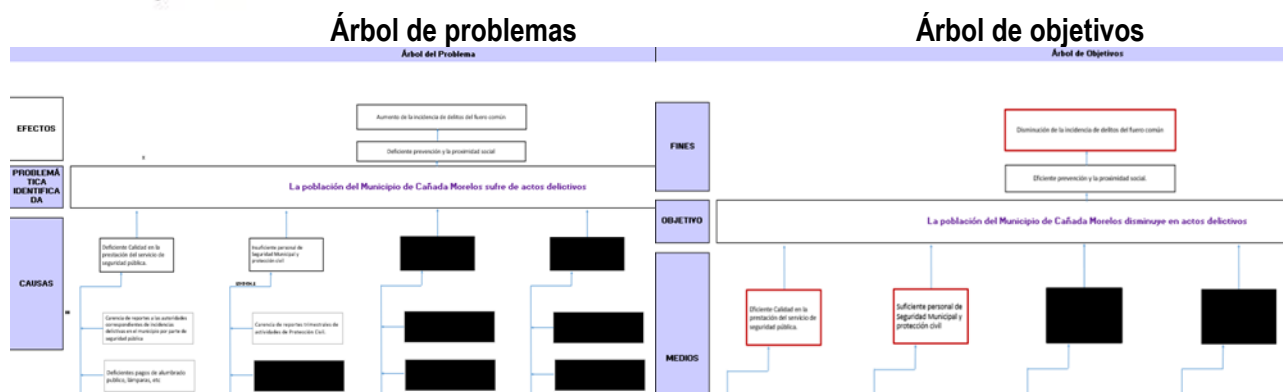 Árbol de problemas
Árbol de objetivos
Árbol del Problema
Árbol de Objetivos
EFECTOS
Aumento de la incidencia de delitos del fuero común
Deficiente prevención y la proximidad social
PROBLEMÁ
TICA
IDENTIFICA
DA
La población del Municipio de Cañada Morelos sufre de actos delictivos
CAUSAS
Deficiente Calidad en la
prestación del servicio de
seguridad pública.
Insuficiente personal de
Seguridad Municipal y
protección civil
Carencia de reportes a las autoridades
correspondientes de incidencias
delictivas en el municipio por parte de
seguridad pública
Carencia de reportes trimestrales de
actividades de Protección Civil.
Deficientes pagos de alumbrado
publico, lámparas, etc
FINES
Disminución de la incidencia de delitos del fuero común
Eficiente prevención y la proximidad social.
OBJETIVO
La población del Municipio de Cañada Morelos disminuye en actos delictivos
MEDIOS
Eficiente Calidad en la
prestación del servicio de
seguridad pública.
Suficiente personal de
Seguridad Municipal y
protección civil